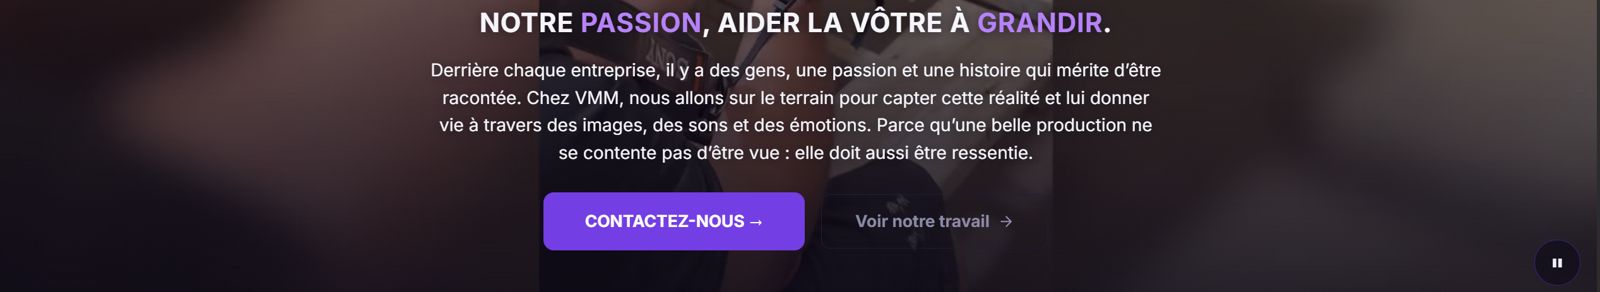 NOTRE PASSION, AIDER LA VÔTRE À GRANDIR.
Derrière chaque entreprise, il y a des gens, une passion et une histoire qui mérite d’être
racontée. Chez VMM, nous allons sur le terrain pour capter cette réalité et lui donner
vie à travers des images, des sons et des émotions. Parce qu’une belle production ne
se contente pas d’être vue : elle doit aussi être ressentie.
CONTACTEZ-NOUS →
Voir notre travail →